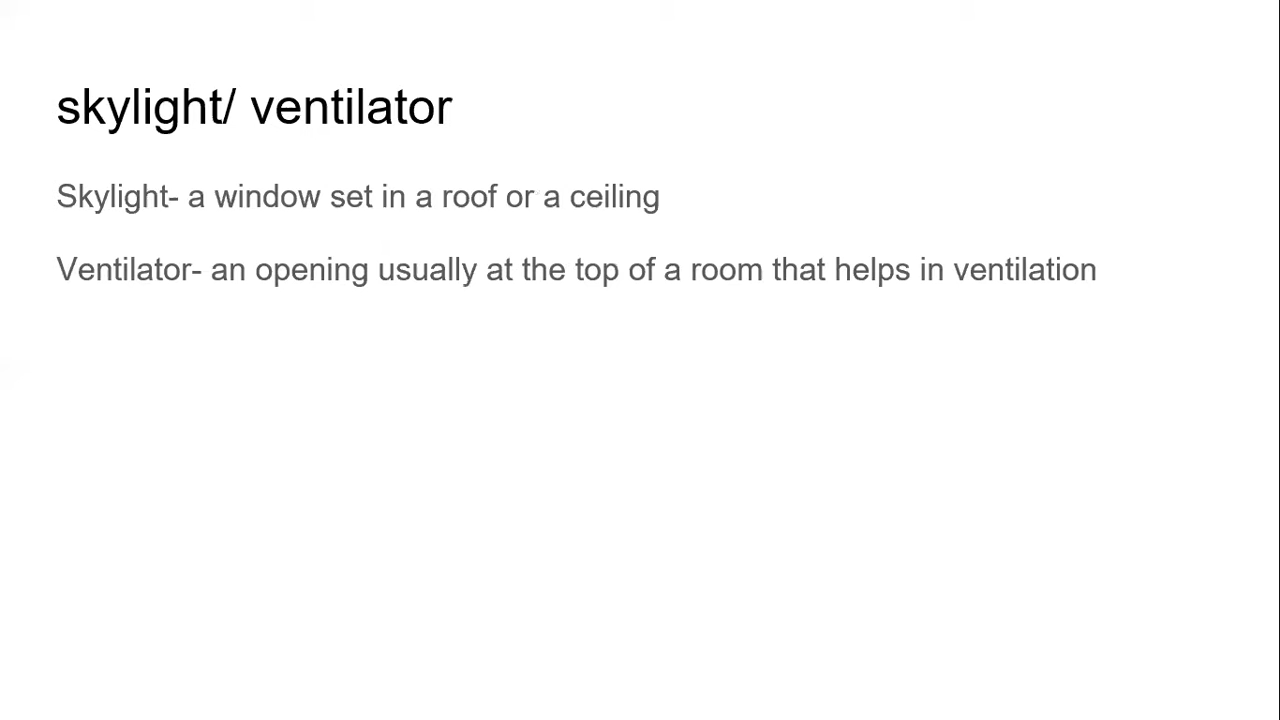 skylight/ ventilator
Skylight- a window set in a roof or a ceiling
Ventilator- an opening usually at the top of a room that helps in ventilation